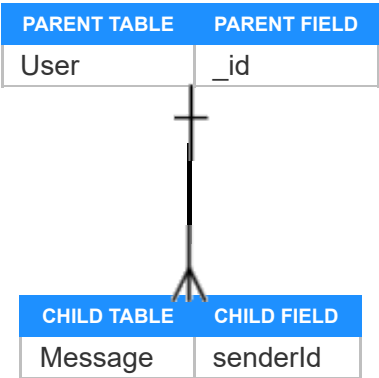 PARENT TABLE PARENT FIELD
User _id
CHILD TABLE CHILD FIELD
Message senderId